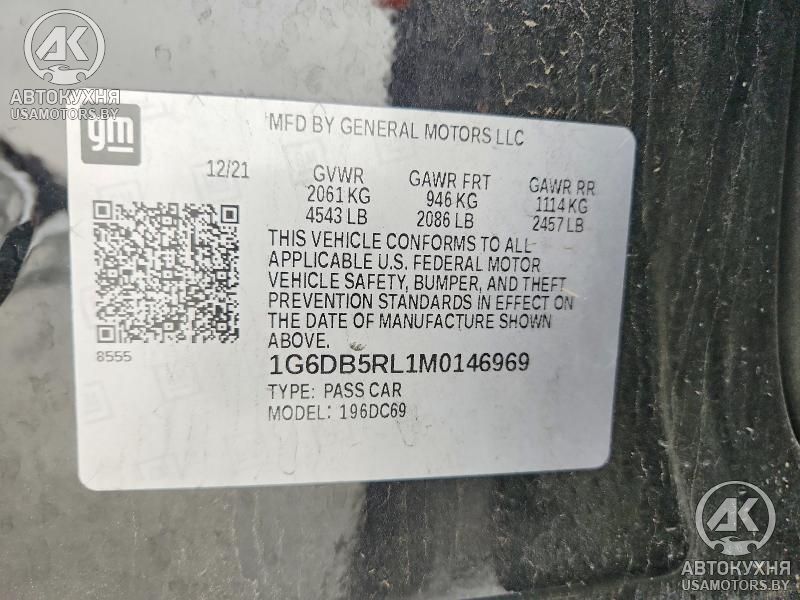 AK
АВТОКУХНЯ
USAMOTORS.BY
gm
MFD BY GENERAL MOTORS LLC
12/21 GVWR GAWR FRT GAWR RR
2061 KG 946 KG 1114 KG
4543 LB 2086 LB 2457 LB
THIS VEHICLE CONFORMS TO ALL
APPLICABLE U.S. FEDERAL MOTOR
VEHICLE SAFETY, BUMPER, AND THEFT
PREVENTION STANDARDS IN EFFECT ON
THE DATE OF MANUFACTURE SHOWN
ABOVE.
8555
1G6DB5RL1M0146969
TYPE: PASS CAR
MODEL: 196DC69
AK
АВТОКУХНЯ
USAMOTORS.BY